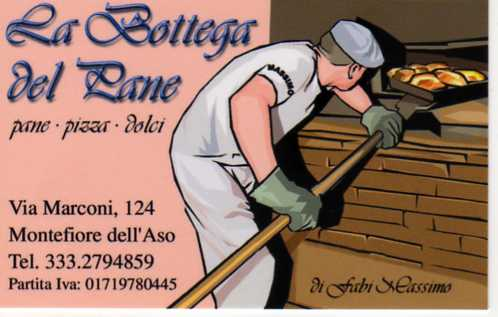 La Bottega
del Pane
pane · pizza · dolci
MASSIMO
Via Marconi, 124
Montefiore dell'Aso
Tel. 333.2794859
Partita Iva: 01719780445
di Fabi Massimo